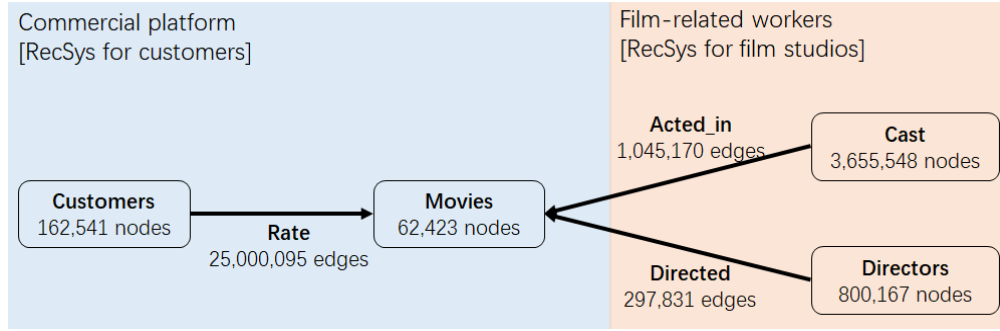 Commercial platform
[RecSys for customers]
Film-related workers
[RecSys for film studios]
Customers
162,541 nodes
Rate
25,000,095 edges
Movies
62,423 nodes
Acted_in
1,045,170 edges
Cast
3,655,548 nodes
Directed
297,831 edges
Directors
800,167 nodes